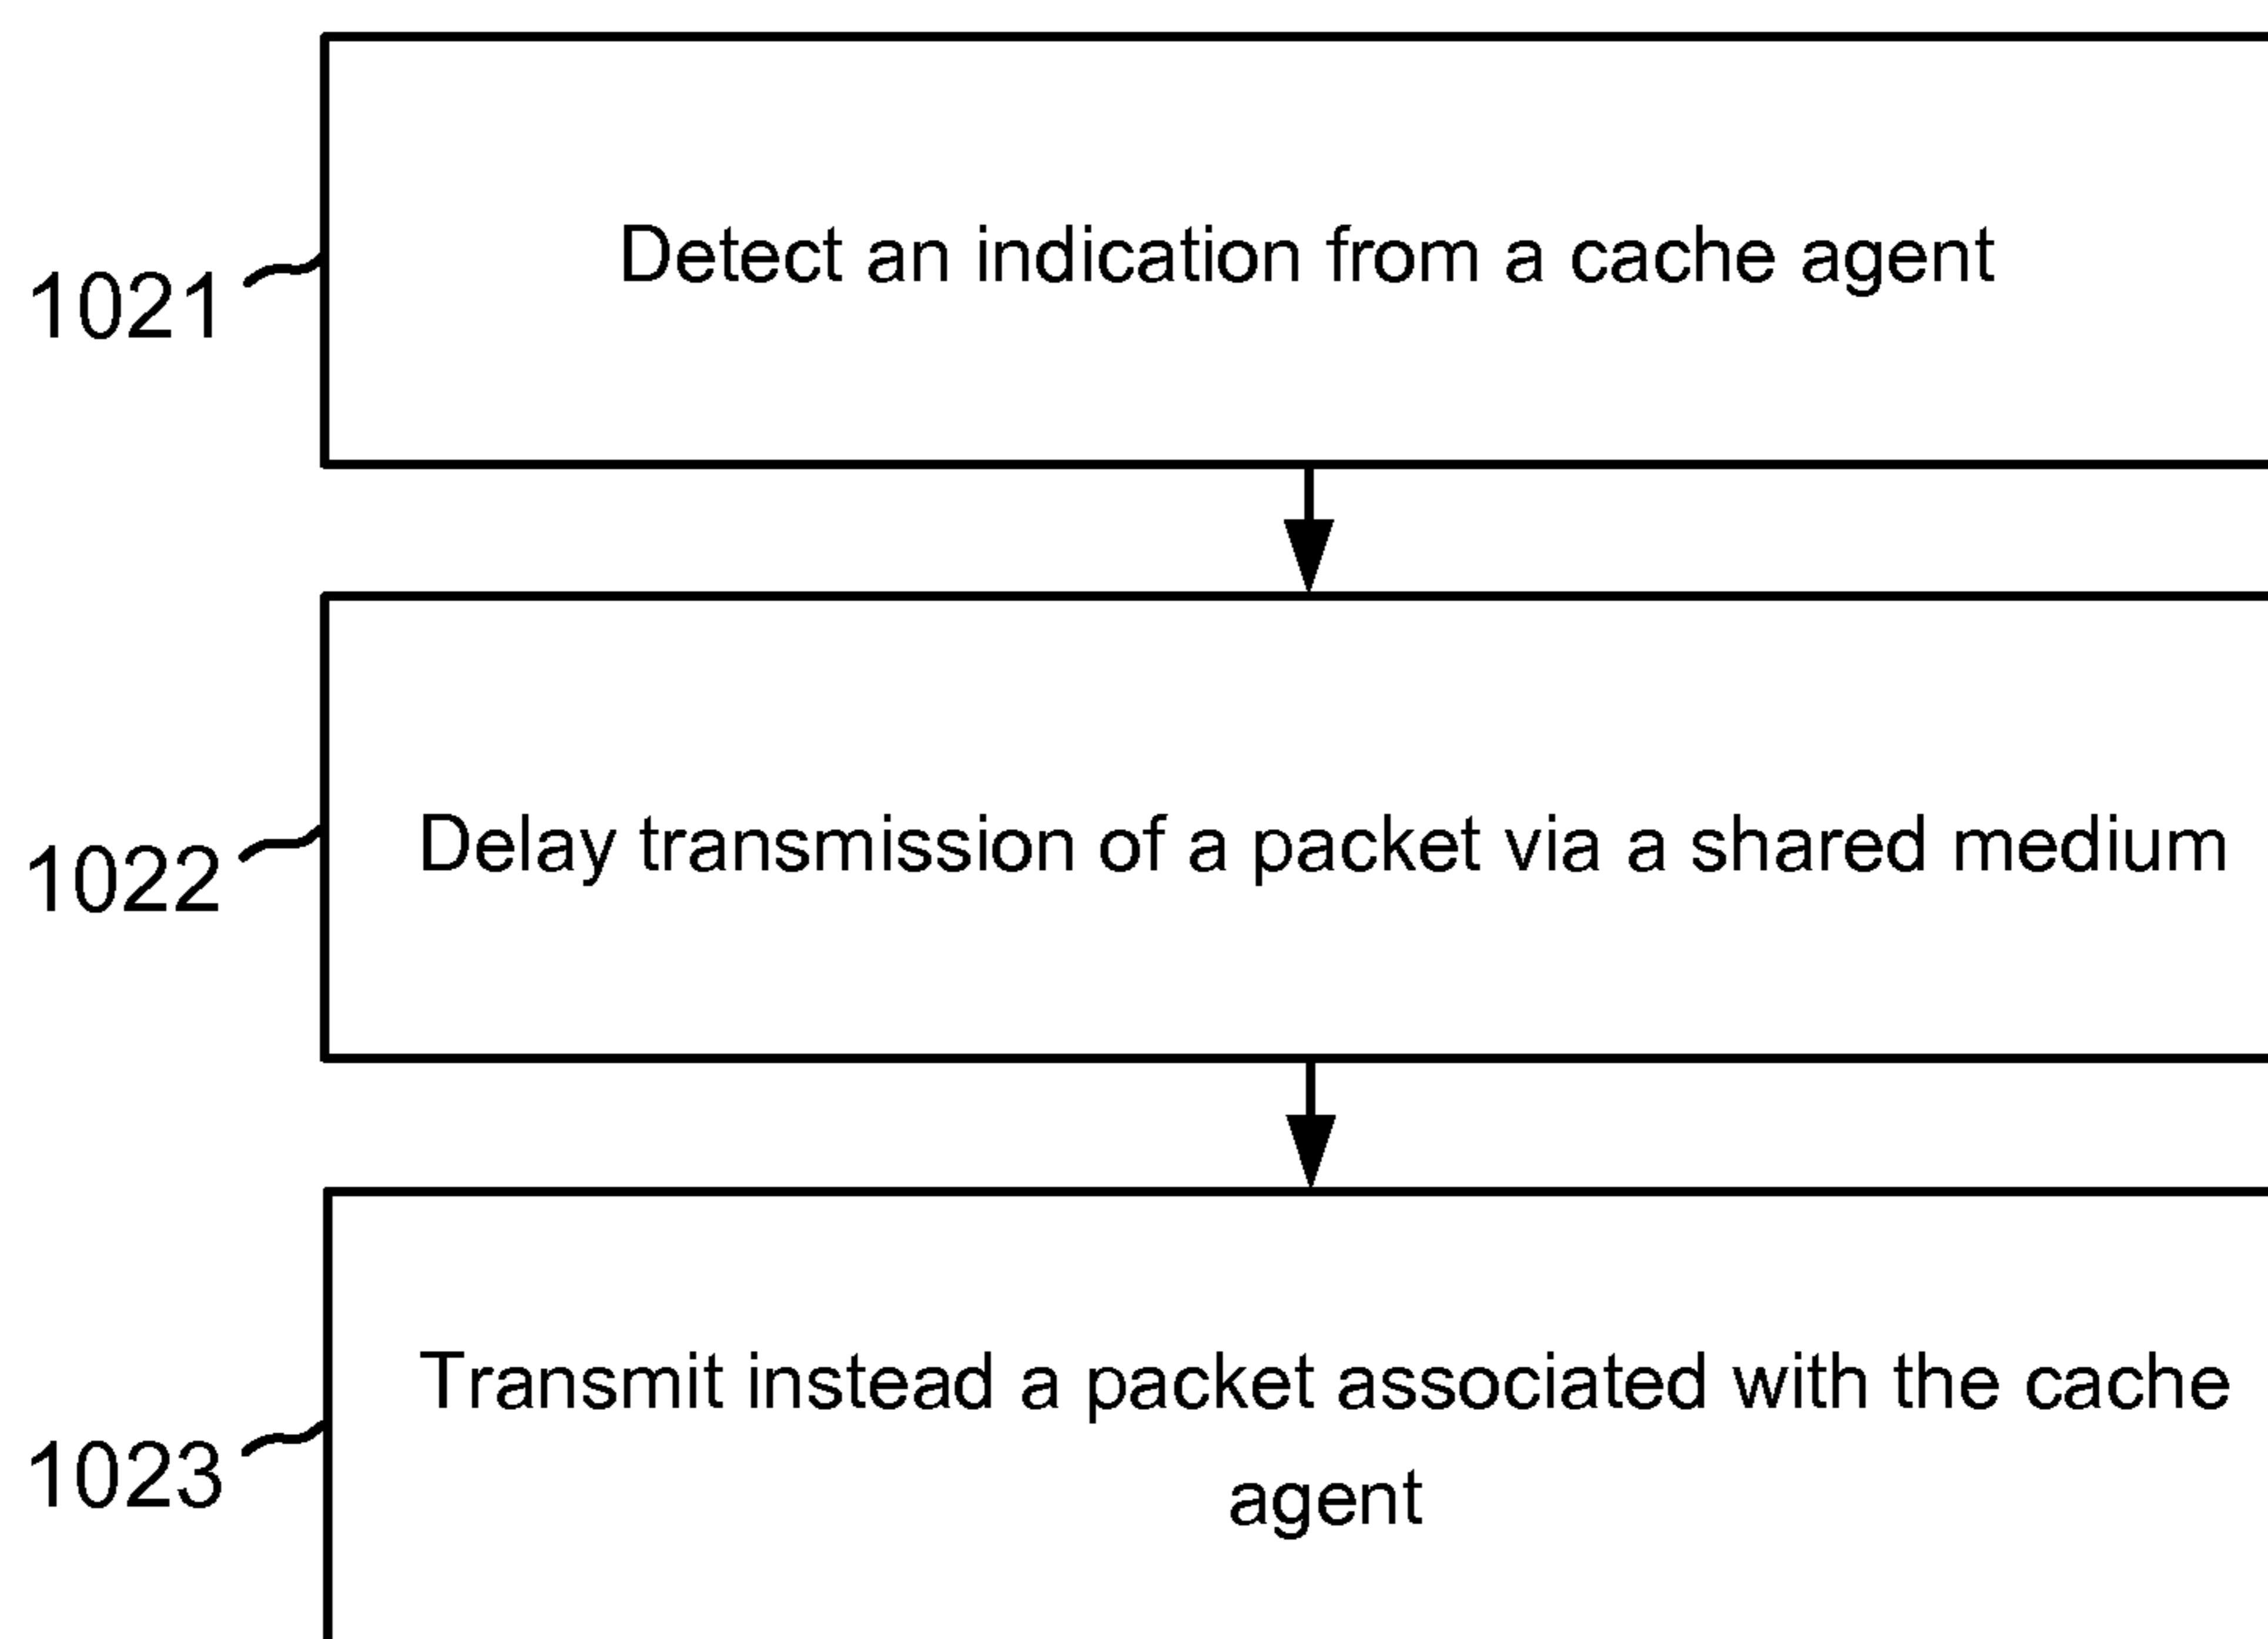 Detect an indication from a cache agent
1021
Delay transmission of a packet via a shared medium
1022
Transmit instead a packet associated with the cache
agent
1023